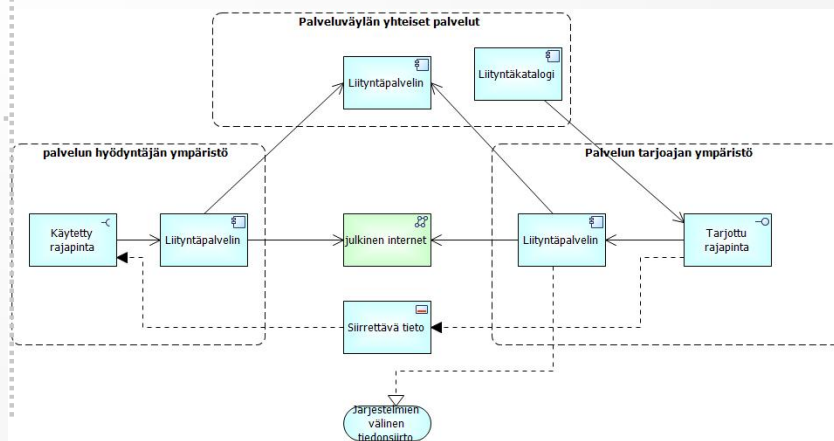 Palveluväylän yhteiset palvelut
Liityntäpalvelin
Liityntäkatalogi
palvelun hyödyntäjän ympäristö
Palvelun tarjoajan ympäristö
Käytetty
rajapinta
Liityntäpalvelin
julkinen internet
Liityntäpalvelin
Tarjottu
rajapinta
Siirrettävä tieto
Järjestelmien
välinen
tiedonsiirto